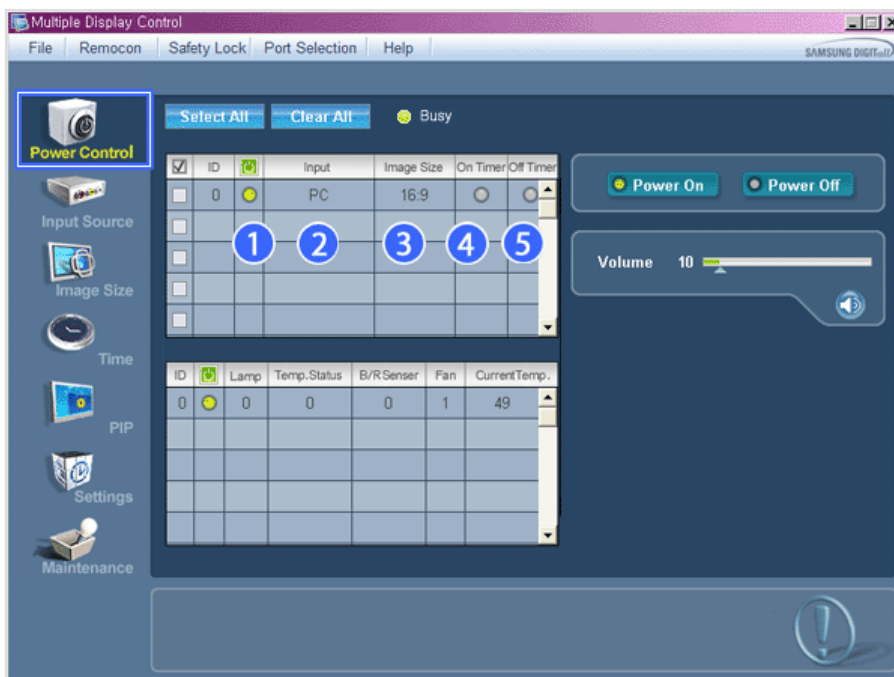 Multiple Display Control
File Remocon Safety Lock Port Selection Help
SAMSUNG DIGITall
Select All Clear All Busy
Power Control
Input Source
Image Size
Time
PIP
Settings
Maintenance
ID Input Image Size On Timer Off Timer
0 PC 16:9
1 2 3 4 5
ID Lamp Temp.Status B/RSenser Fan CurrentTemp.
0 0 0 0 1 49
Power On Power Off
Volume 10